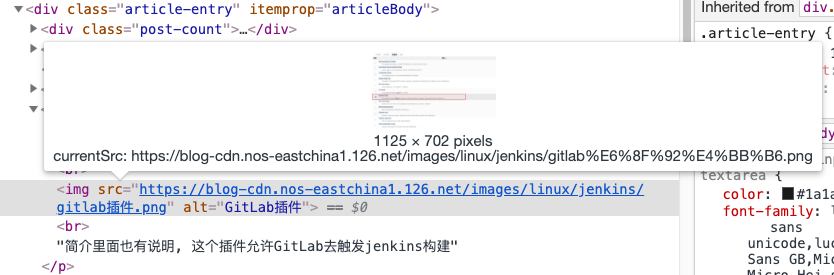 <div class="article-entry" itemprop="articleBody">
<div class="post-count">…</div>
1125 × 702 pixels
currentSrc: https://blog-cdn.nos-eastchina1.126.net/images/linux/jenkins/gitlab%E6%8F%92%E4%BB%B6.png
<img src="https://blog-cdn.nos-eastchina1.126.net/images/linux/jenkins/
gitlab插件.png" alt="GitLab插件"> == $0
<br>
"简介里面也有说明, 这个插件允许GitLab去触发jenkins构建"
</p>
Inherited from div.
.article-entry {
textarea {
color: #1a1a
font-family: l
sans
unicode,luc
Sans GB,Mi